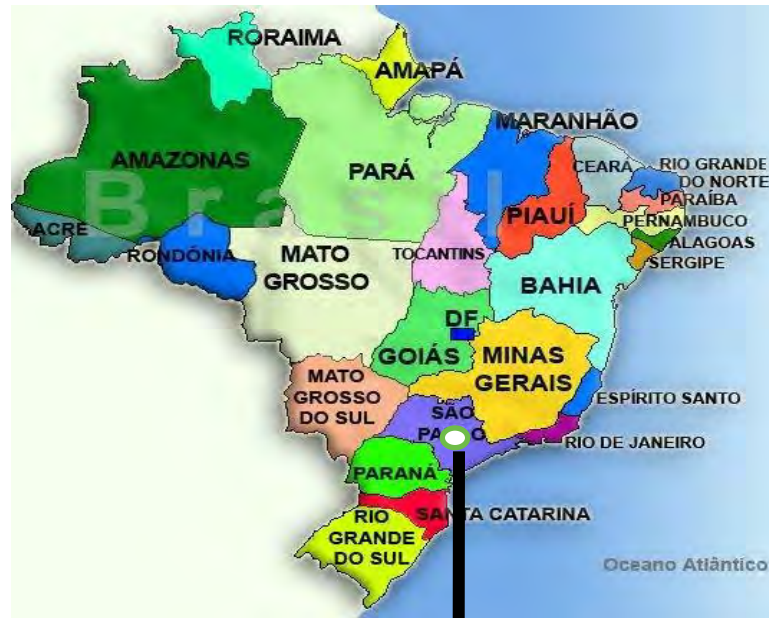 RORAIMA
AMAPÁ
MARANHÃO
CEARÁ
RIO GRANDE
DO NORTE
AMAZONAS
PARÁ
PARAÍBA
Brasil
PIAUÍ
PERNAMBUCO
ACRE
RONDÔNIA
MATO
GROSSO
TOCANTINS
ALAGOAS
SERGIPE
BAHIA
DF
GOIÁS
MINAS
GERAIS
MATO
GROSSO
DO SUL
ESPÍRITO SANTO
SÃO
RIO DE JANEIRO
PARANÁ
SANTA CATARINA
RIO
GRANDE
DO SUL
Oceano Atlântico